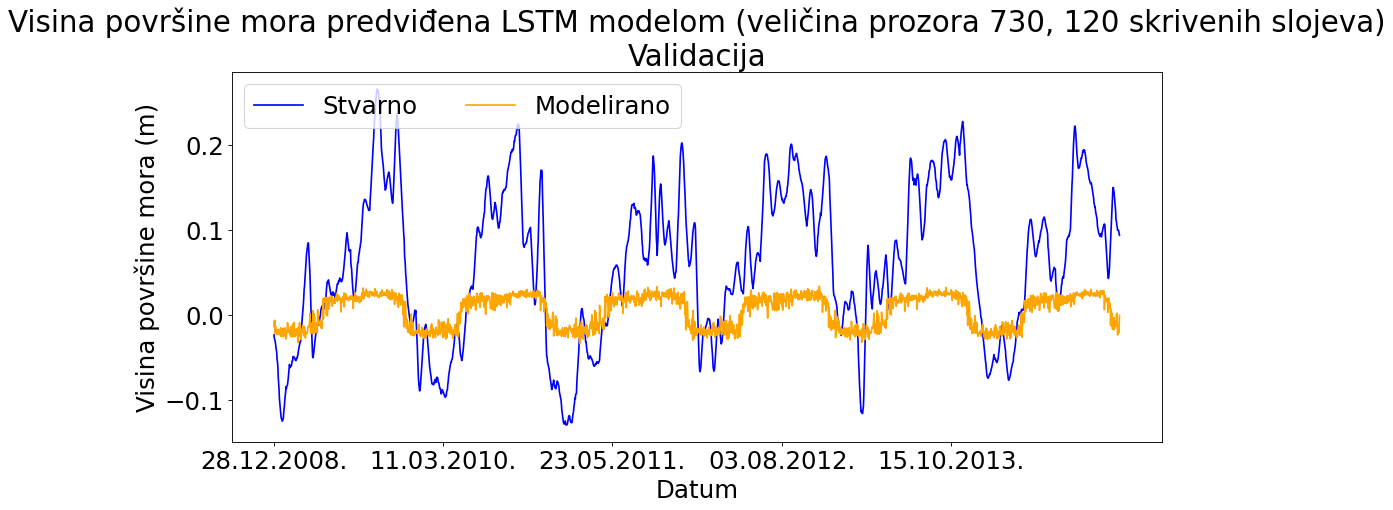 Visina površine mora predviđena LSTM modelom (veličina prozora 730, 120 skrivenih slojeva)
Validacija
Stvarno Modelirano
Visina površine mora (m)
0.2
0.1
0.0
−0.1
28.12.2008. 11.03.2010. 23.05.2011. 03.08.2012. 15.10.2013.
Datum